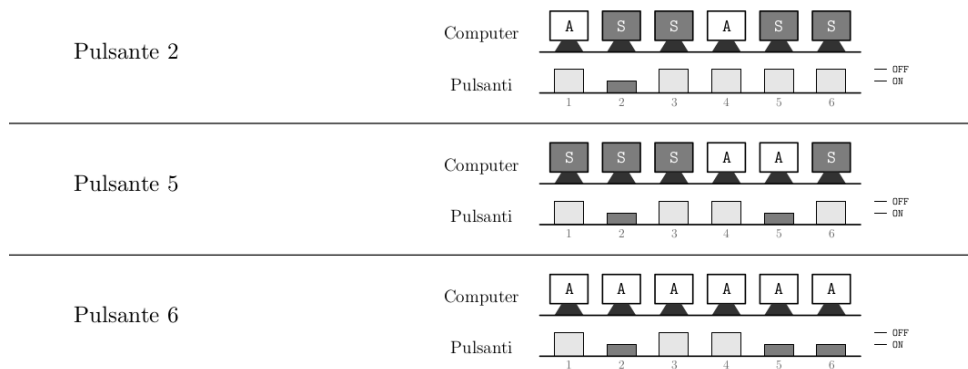 Computer A S S A S S
Pulsante 2
OFF
ON
Pulsanti
1 2 3 4 5 6
Computer S S S A A S
Pulsante 5
OFF
ON
Pulsanti
1 2 3 4 5 6
Computer A A A A A A
Pulsante 6
OFF
ON
Pulsanti
1 2 3 4 5 6